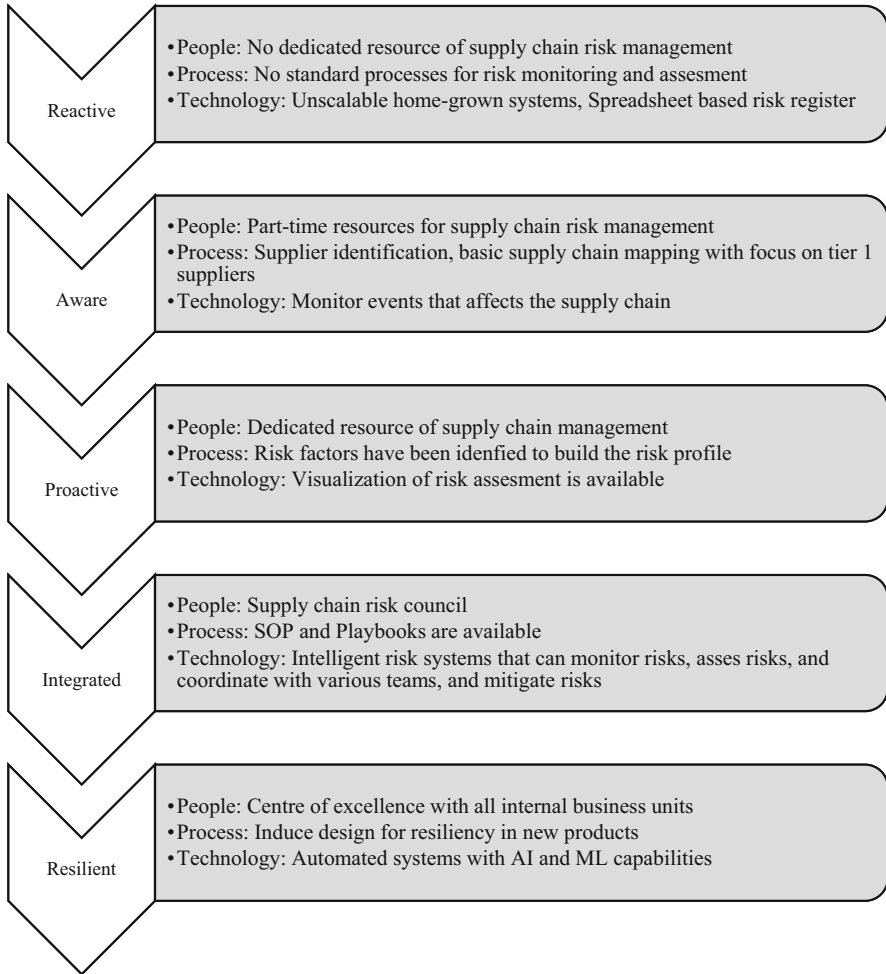 Reactive
•People: No dedicated resource of supply chain risk management
•Process: No standard processes for risk monitoring and assesment
•Technology: Unscalable home-grown systems, Spreadsheet based risk register
Aware
•People: Part-time resources for supply chain risk management
•Process: Supplier identification, basic supply chain mapping with focus on tier 1
suppliers
•Technology: Monitor events that affects the supply chain
Proactive
•People: Dedicated resource of supply chain management
•Process: Risk factors have been idenfied to build the risk profile
•Technology: Visualization of risk assesment is available
Integrated
•People: Supply chain risk council
•Process: SOP and Playbooks are available
•Technology: Intelligent risk systems that can monitor risks, asses risks, and
coordinate with various teams, and mitigate risks
Resilient
•People: Centre of excellence with all internal business units
•Process: Induce design for resiliency in new products
•Technology: Automated systems with AI and ML capabilities